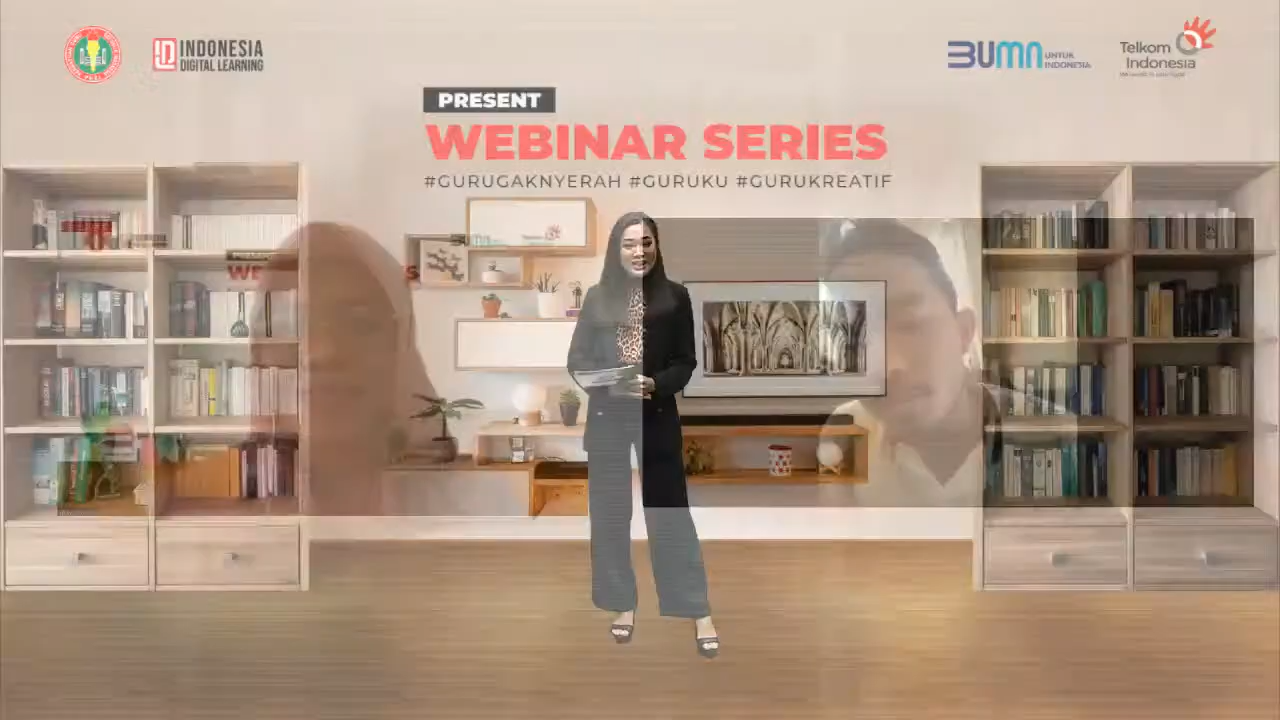 INDONESIA
DIGITAL LEARNING
BUMN
UNTUK
INDONESIA
Telkom
Indonesia
PRESENT
WEBINAR SERIES
#GURUGAKNYERAH #GURUKU #GURUKREATIF